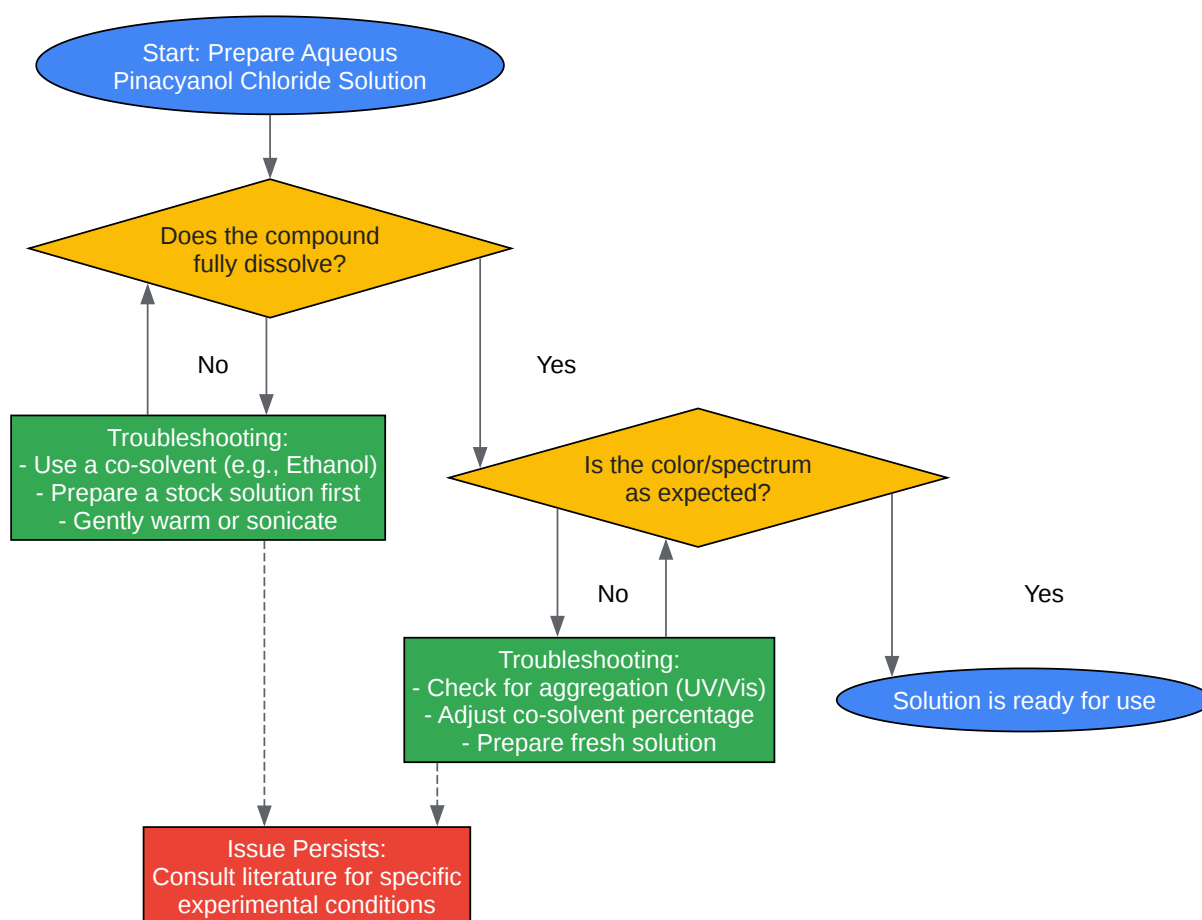 Start: Prepare Aqueous
Pinacyanol Chloride Solution
Does the compound
fully dissolve?
No
Yes
Troubleshooting:
- Use a co-solvent (e.g., Ethanol)
- Prepare a stock solution first
- Gently warm or sonicate
Is the color/spectrum
as expected?
No
Yes
Troubleshooting:
- Check for aggregation (UV/Vis)
- Adjust co-solvent percentage
- Prepare fresh solution
Solution is ready for use
Issue Persists:
Consult literature for specific
experimental conditions